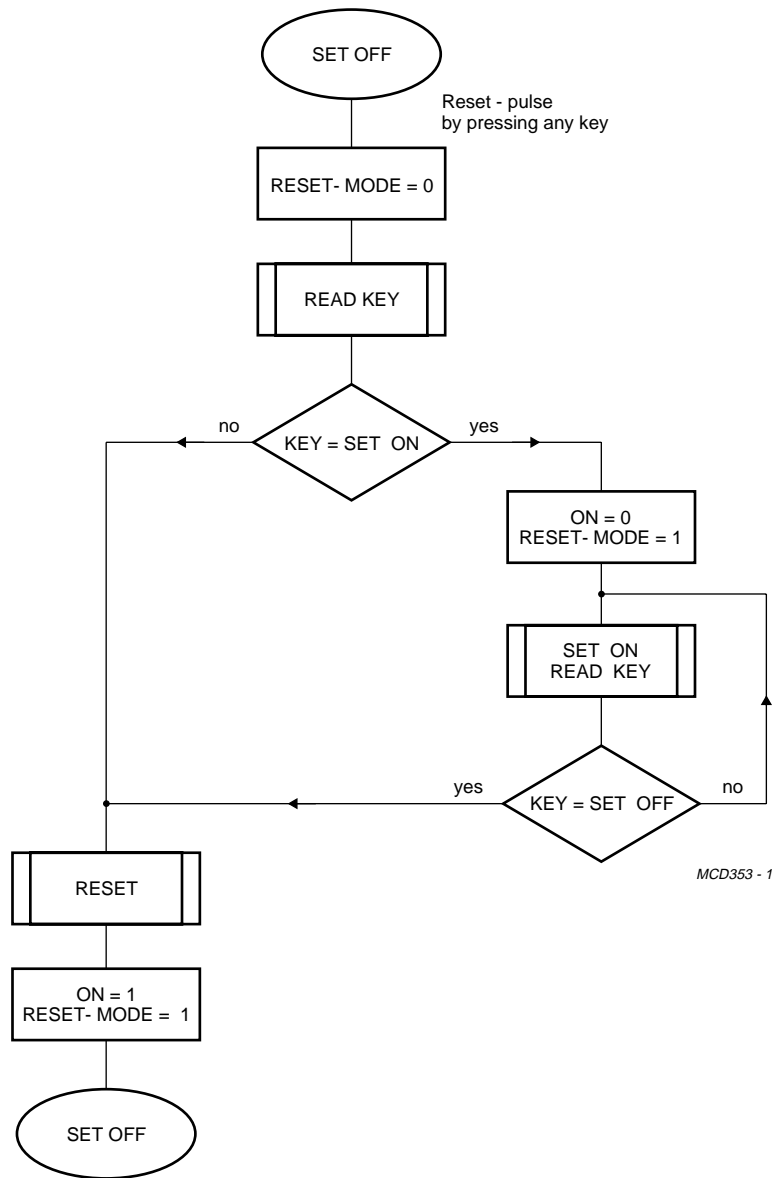 SET OFF
Reset - pulse
by pressing any key
RESET- MODE = 0
READ KEY
no
KEY = SET ON
yes
ON = 0
RESET- MODE = 1
SET ON
READ KEY
yes
KEY = SET OFF
no
MCD353 - 1
RESET
ON = 1
RESET- MODE = 1
SET OFF